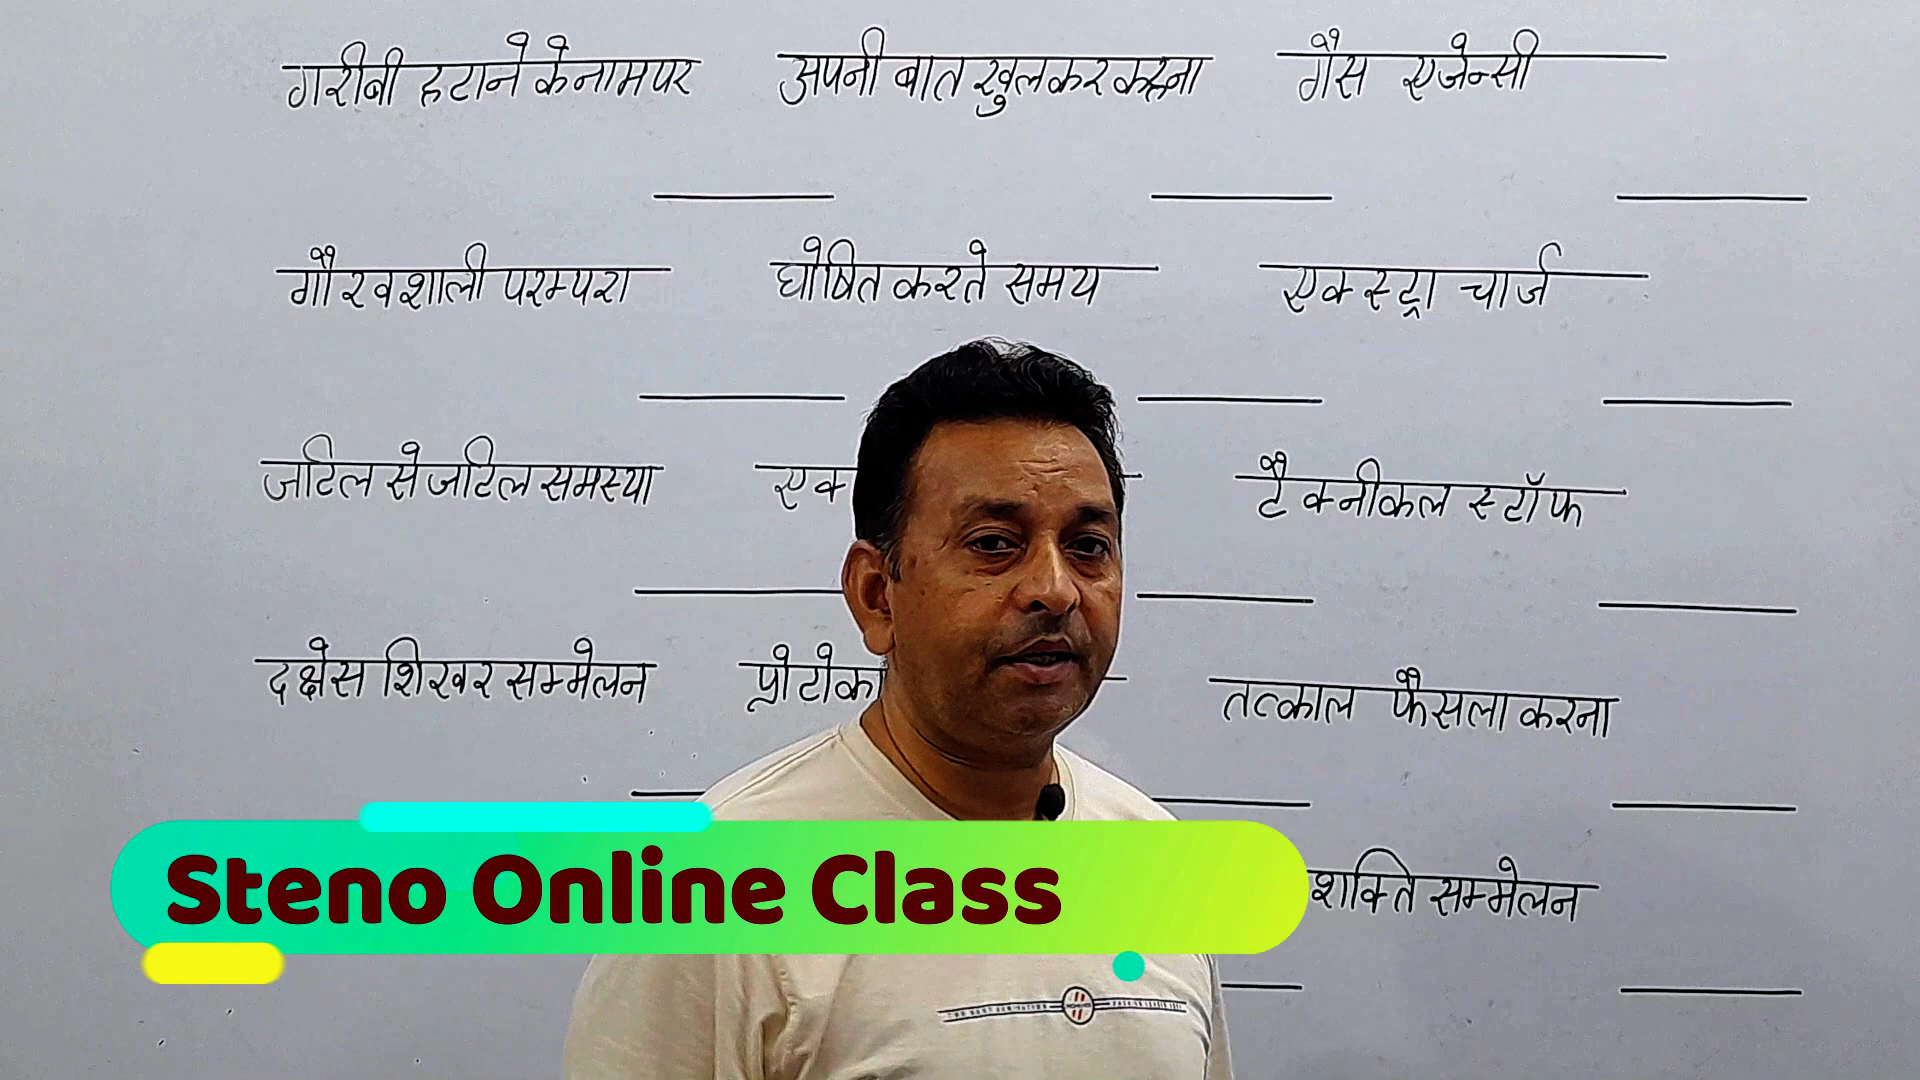 गरीबी हटाने के नाम पर अपनी बात खुलकर कहना गैस एजेन्सी
गौरवशाली परम्परा घोषित करते समय एक्स्ट्रा चार्ज
जटिल से जटिल समस्या टैक्नीकल स्टॉफ
दक्षेस शिखर सम्मेलन तत्काल फैसला करना
Steno Online Class
शक्ति सम्मेलन